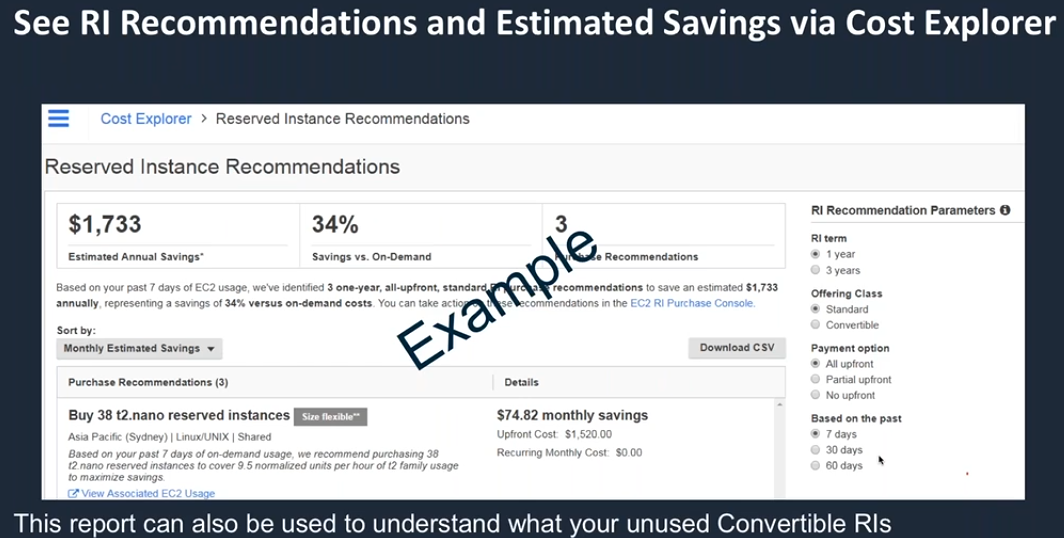 See RI Recommendations and Estimated Savings via Cost Explorer
Cost Explorer > Reserved Instance Recommendations
Reserved Instance Recommendations
$1,733
Estimated Annual Savings*
34%
Savings vs. On-Demand
3
Purchase Recommendations
Based on your past 7 days of EC2 usage, we've identified 3 one-year, all-upfront, standard RI purchase recommendations to save an estimated $1,733
annually, representing a savings of 34% versus on-demand costs. You can take action on these recommendations in the EC2 RI Purchase Console.
Example
Sort by:
Monthly Estimated Savings
Download CSV
Purchase Recommendations (3)
Details
Buy 38 t2.nano reserved instances Size flexible**
Asia Pacific (Sydney) | Linux/UNIX | Shared
Based on your past 7 days of on-demand usage, we recommend purchasing 38
t2.nano reserved instances to cover 9.5 normalized units per hour of t2 family usage
to maximize savings.
View Associated EC2 Usage
$74.82 monthly savings
Upfront Cost: $1,520.00
Recurring Monthly Cost: $0.00
RI Recommendation Parameters
RI term
1 year
3 years
Offering Class
Standard
Convertible
Payment option
All upfront
Partial upfront
No upfront
Based on the past
7 days
30 days
60 days
This report can also be used to understand what your unused Convertible RIs